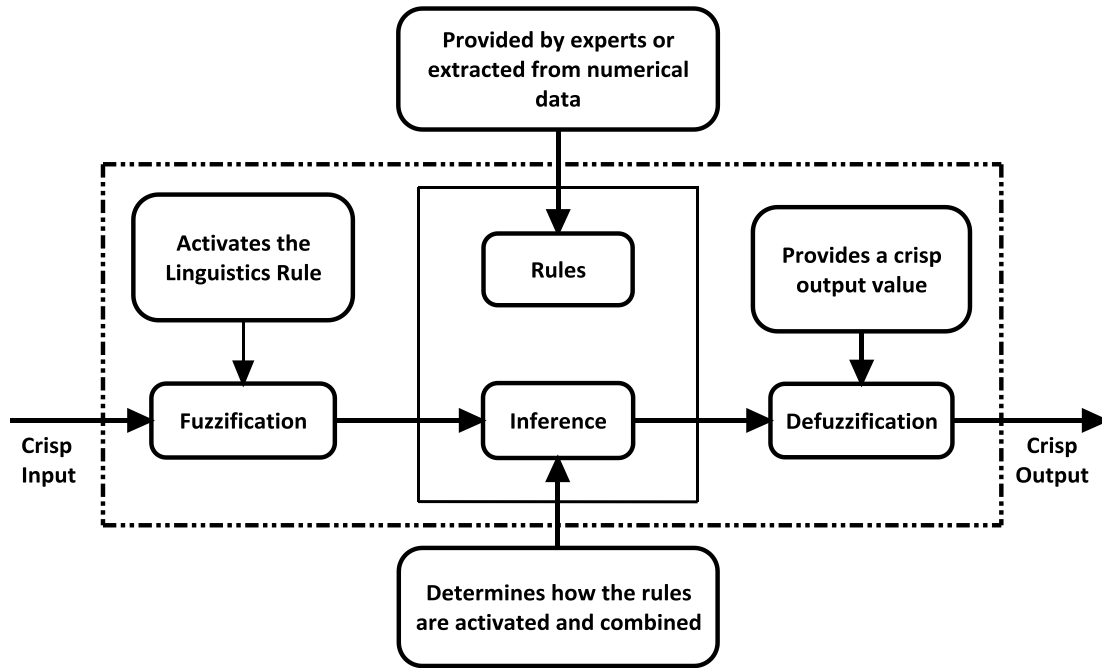 Provided by experts or
extracted from numerical
data
Activates the
Linguistics Rule
Rules
Provides a crisp
output value
Fuzzification
Inference
Defuzzification
Crisp
Input
Crisp
Output
Determines how the rules
are activated and combined